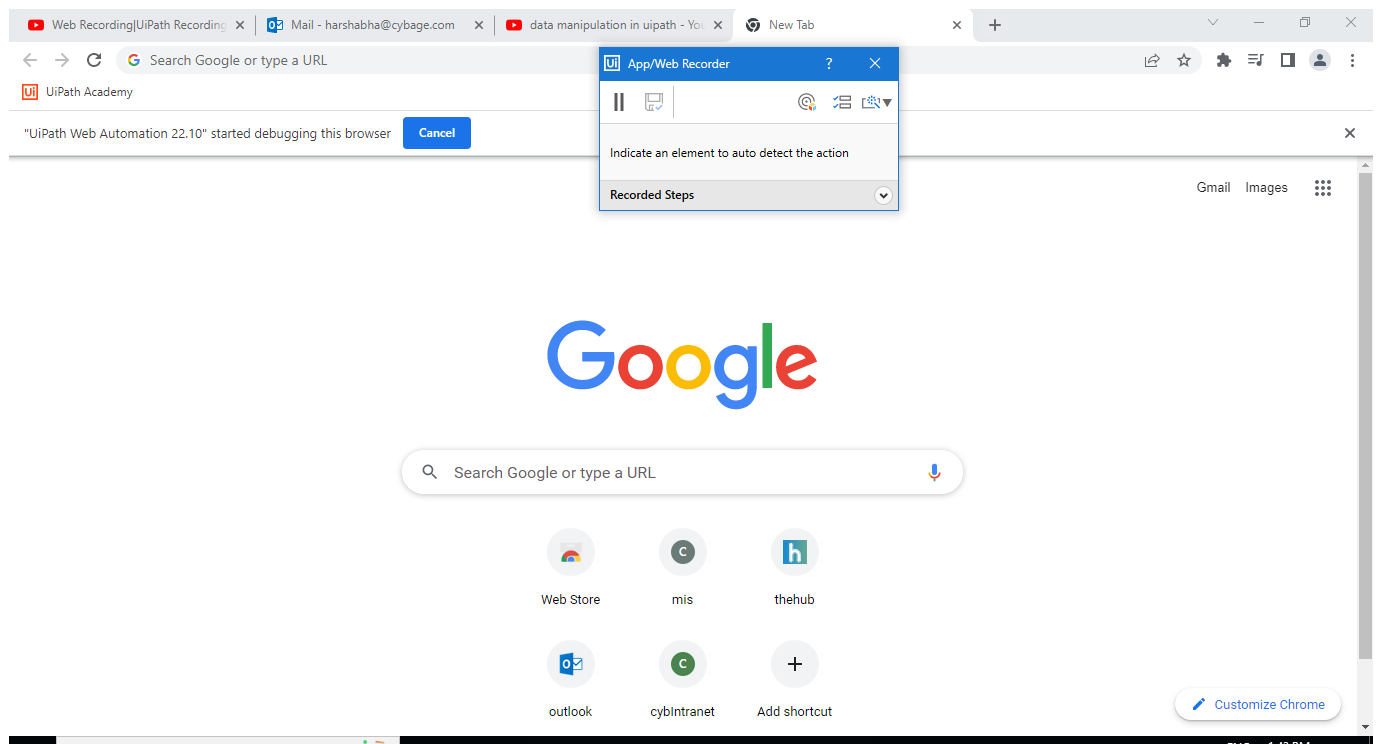 Web Recording|UiPath Recording
Mail - harshabha@cybage.com
data manipulation in uipath - You
New Tab
Search Google or type a URL
Ui App/Web Recorder ?
Ui UiPath Academy
"UiPath Web Automation 22.10" started debugging this browser
Cancel
Indicate an element to auto detect the action
Recorded Steps
Gmail Images
Google
Search Google or type a URL
C
h
Web Store
mis
thehub
C
outlook
cybIntranet
Add shortcut
Customize Chrome